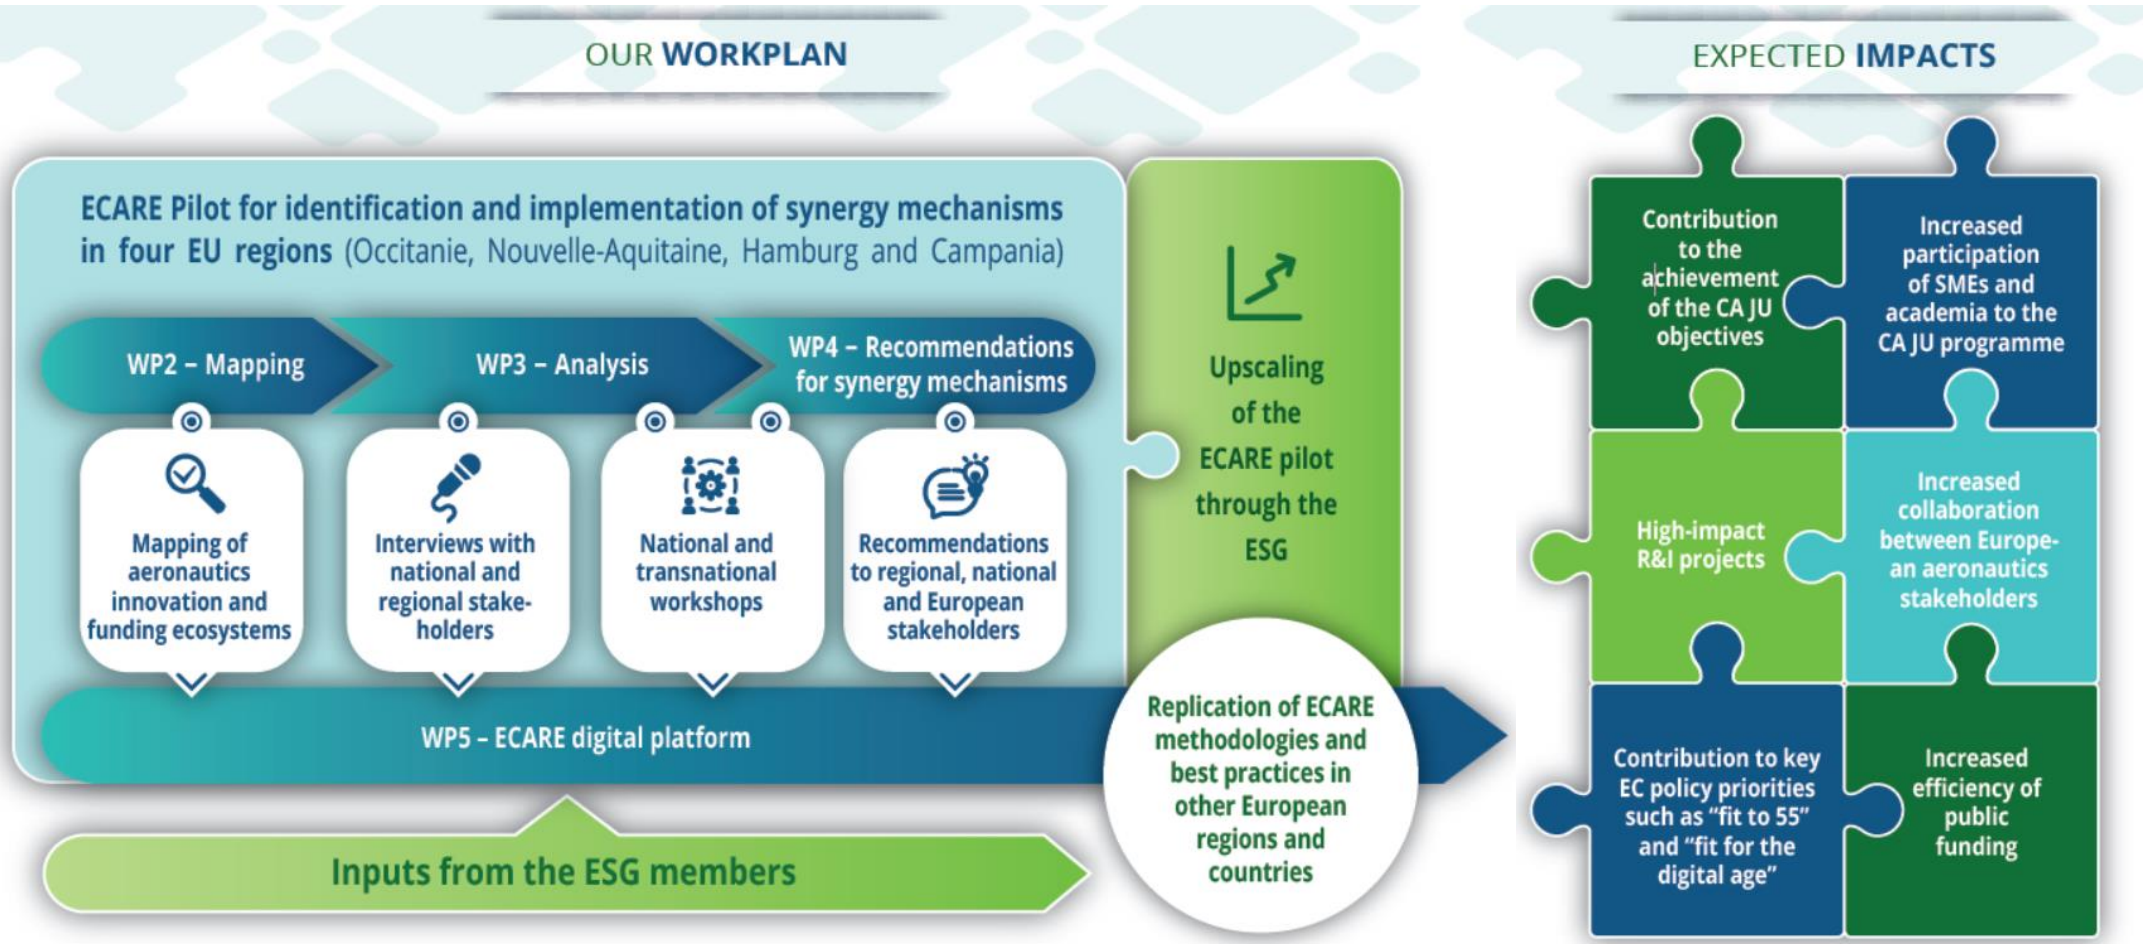 OUR WORKPLAN
ECARE Pilot for identification and implementation of synergy mechanisms
in four EU regions (Occitanie, Nouvelle-Aquitaine, Hamburg and Campania)
WP2 – Mapping
WP3 – Analysis
WP4 – Recommendations
for synergy mechanisms
Mapping of
aeronautics
innovation and
funding ecosystems
Interviews with
national and
regional stake-
holders
National and
transnational
workshops
Recommendations
to regional, national
and European
stakeholders
WP5 – ECARE digital platform
Inputs from the ESG members
Upscaling
of the
ECARE pilot
through the
ESG
Replication of ECARE
methodologies and
best practices in
other European
regions and
countries
EXPECTED IMPACTS
Contribution
to the
achievement
of the CA JU
objectives
Increased
participation
of SMEs and
academia to the
CA JU programme
High-impact
R&I projects
Increased
collaboration
between Europe-
an aeronautics
stakeholders
Contribution to key
EC policy priorities
such as “fit to 55”
and “fit for the
digital age”
Increased
efficiency of
public
funding